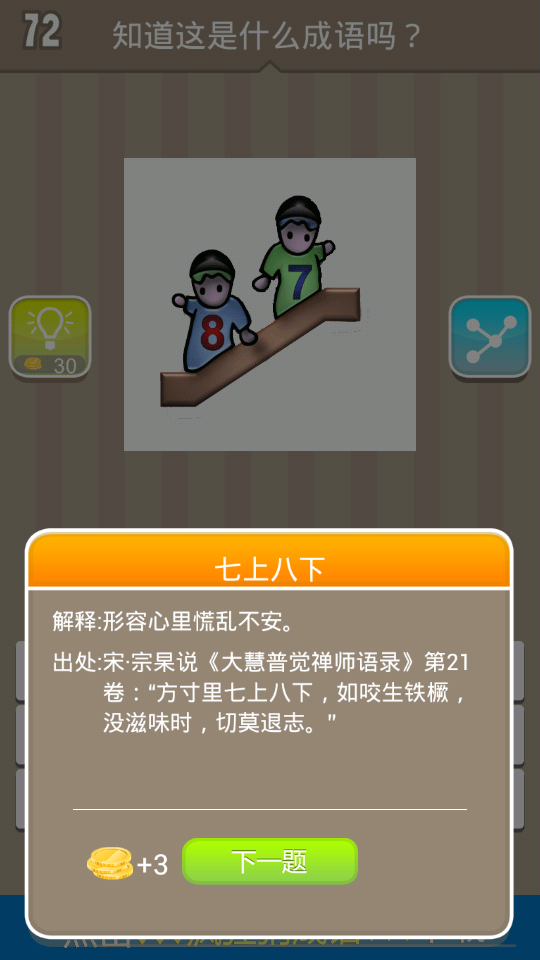 72
知道这是什么成语吗？
7
8
30
七上八下
解释:形容心里慌乱不安。
出处:宋·宗杲说《大慧普觉禅师语录》第21
卷：“方寸里七上八下，如咬生铁橛，
没滋味时，切莫退志。”
+3
下一题